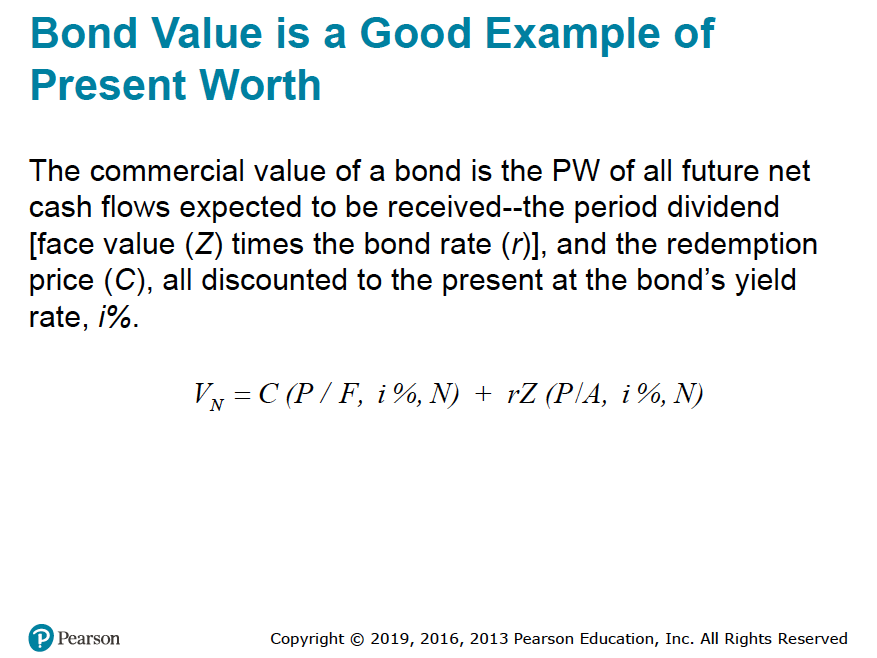 Bond Value is a Good Example of
Present Worth
The commercial value of a bond is the PW of all future net
cash flows expected to be received--the period dividend
[face value (Z) times the bond rate (r)], and the redemption
price (C), all discounted to the present at the bond’s yield
rate, i%.
V_N = C (P / F, i %, N) + rZ (P/A, i %, N)
P Pearson
Copyright © 2019, 2016, 2013 Pearson Education, Inc. All Rights Reserved